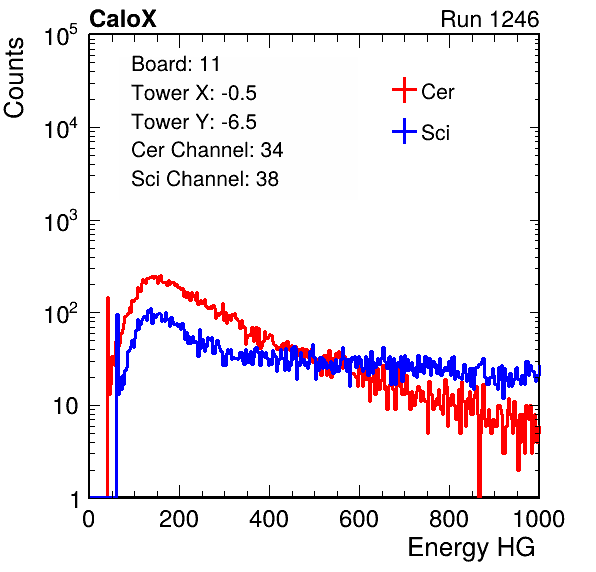 CaloX Run 1246
Counts
Board: 11
Tower X: -0.5
Tower Y: -6.5
Cer Channel: 34
Sci Channel: 38
Cer
Sci
10^5
10^4
10^3
10^2
10
1
0 200 400 600 800 1000
Energy HG